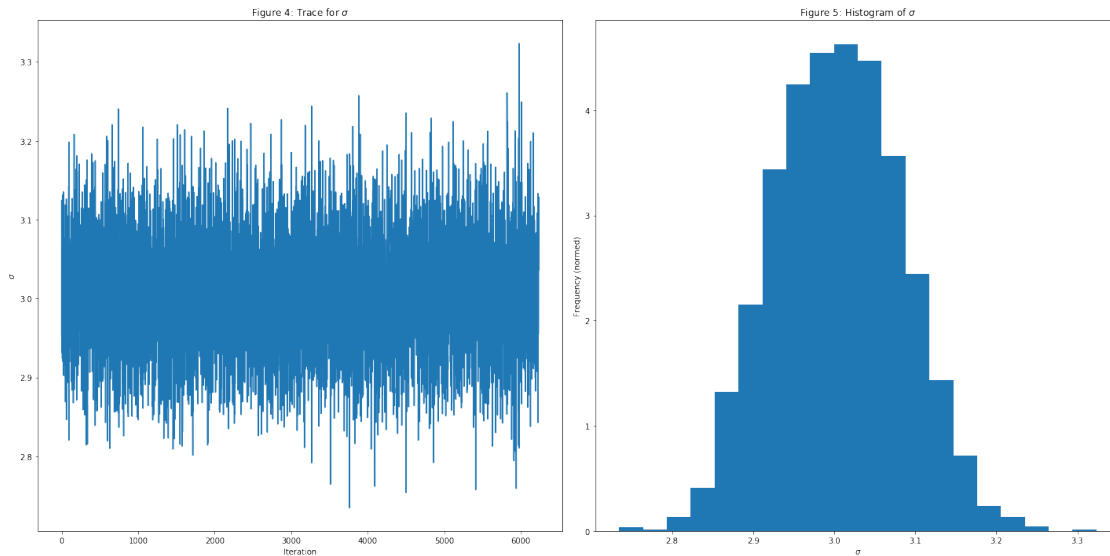 Figure 4: Trace for σ
3.3
3.2
3.1
3.0
2.9
2.8
σ
0 1000 2000 3000 4000 5000 6000
Iteration
Figure 5: Histogram of σ
4
3
2
1
0
Frequency (normed)
2.8 2.9 3.0 3.1 3.2 3.3
σ